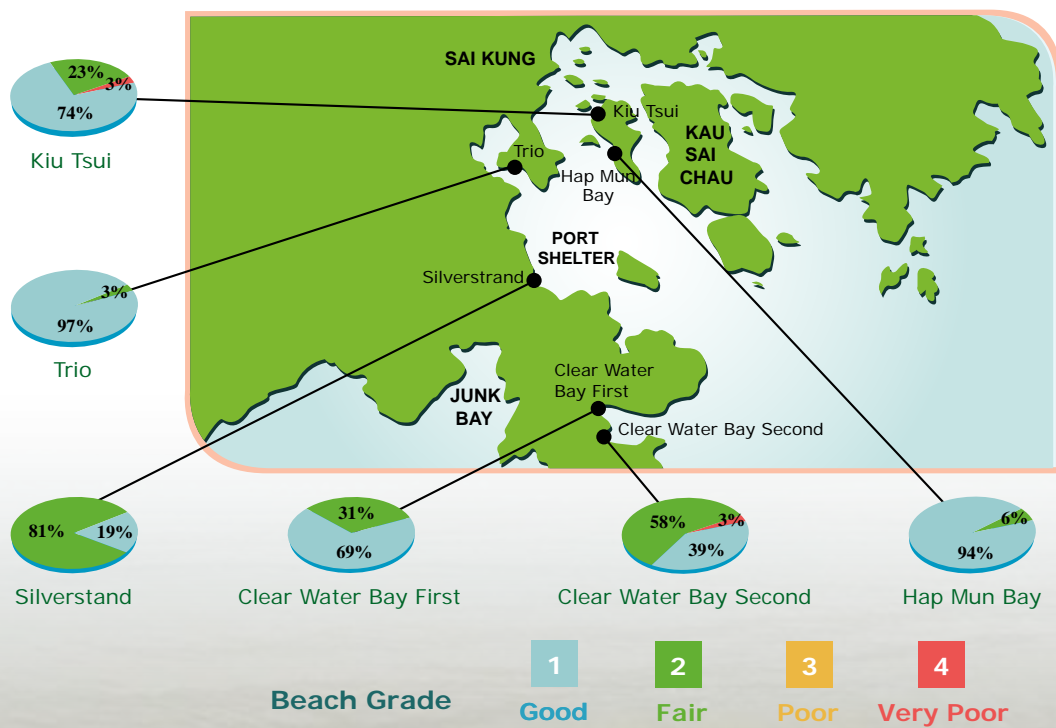 SAI KUNG
23%
3%
74%
Kiu Tsui
Kiu Tsui
KAU
SAI
CHAU
Trio
Hap Mun
Bay
PORT
SHELTER
3%
97%
Trio
Silverstrand
Clear Water
Bay First
JUNK
BAY
Clear Water Bay Second
81%
19%
Silverstand
31%
69%
Clear Water Bay First
58%
3%
39%
Clear Water Bay Second
6%
94%
Hap Mun Bay
Beach Grade
1
Good
2
Fair
3
Poor
4
Very Poor